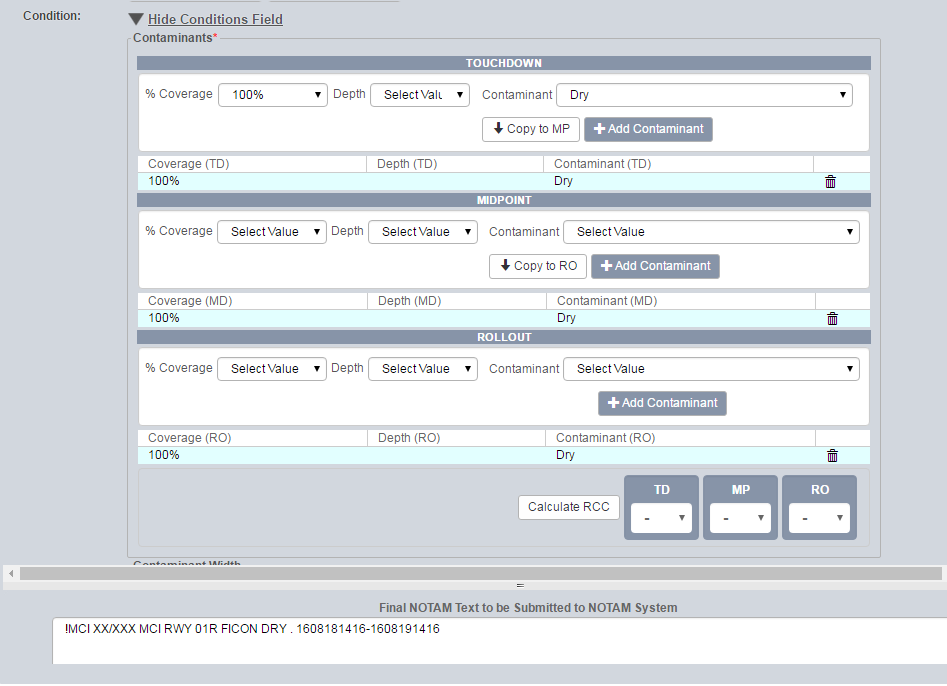 Condition:
Hide Conditions Field
Contaminants*
TOUCHDOWN
% Coverage 100% Depth Select Valu Contaminant Dry
Copy to MP + Add Contaminant
Coverage (TD) Depth (TD) Contaminant (TD)
100% Dry
MIDPOINT
% Coverage Select Value Depth Select Value Contaminant Select Value
Copy to RO + Add Contaminant
Coverage (MD) Depth (MD) Contaminant (MD)
100% Dry
ROLLOUT
% Coverage Select Value Depth Select Value Contaminant Select Value
+ Add Contaminant
Coverage (RO) Depth (RO) Contaminant (RO)
100% Dry
Calculate RCC TD MP RO
- - -
Contaminant Width
Final NOTAM Text to be Submitted to NOTAM System
!MCI XX/XXX MCI RWY 01R FICON DRY . 1608181416-1608191416